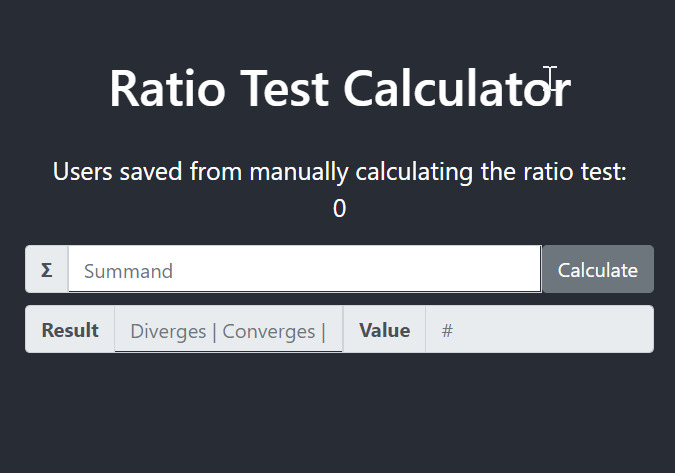 Ratio Test Calculator
Users saved from manually calculating the ratio test:
0
Σ Summand Calculate
Result Diverges | Converges | Value #